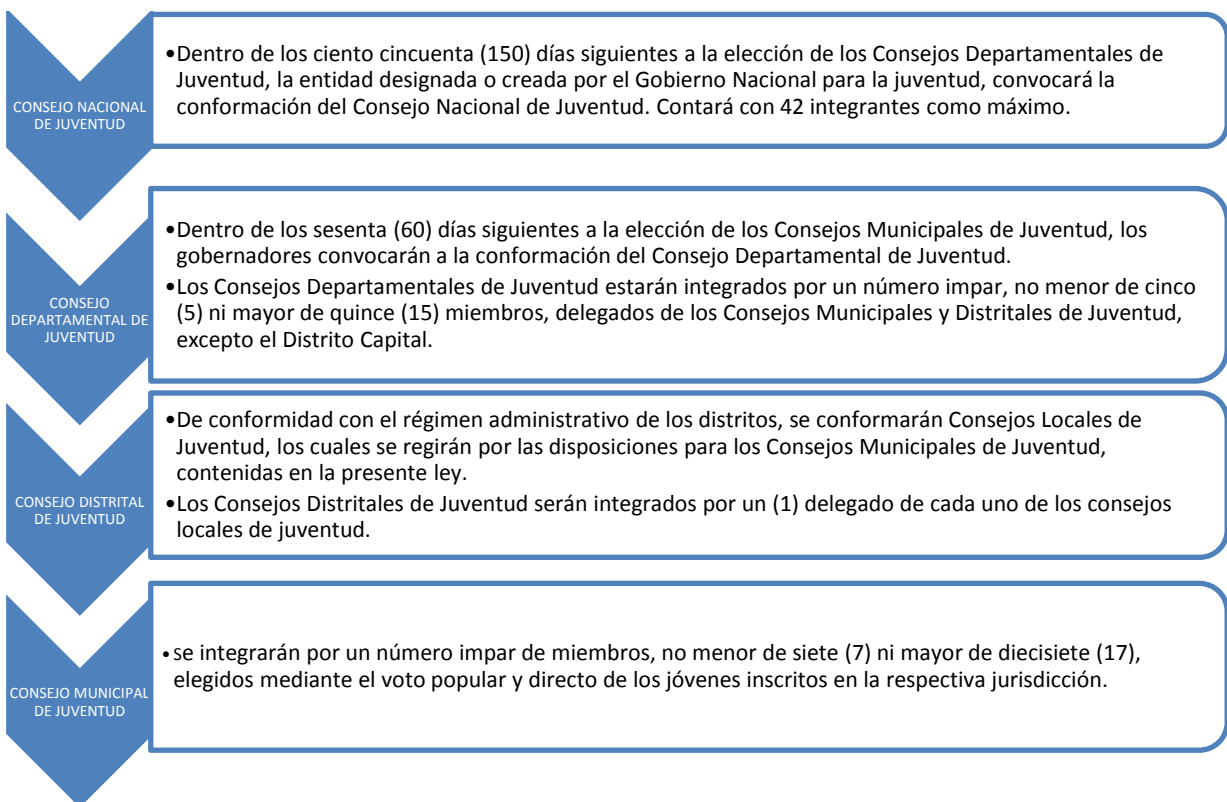 CONSEJO NACIONAL
DE JUVENTUD
•Dentro de los ciento cincuenta (150) días siguientes a la elección de los Consejos Departamentales de
Juventud, la entidad designada o creada por el Gobierno Nacional para la juventud, convocará la
conformación del Consejo Nacional de Juventud. Contará con 42 integrantes como máximo.
CONSEJO
DEPARTAMENTAL DE
JUVENTUD
•Dentro de los sesenta (60) días siguientes a la elección de los Consejos Municipales de Juventud, los
gobernadores convocarán a la conformación del Consejo Departamental de Juventud.
•Los Consejos Departamentales de Juventud estarán integrados por un número impar, no menor de cinco
(5) ni mayor de quince (15) miembros, delegados de los Consejos Municipales y Distritales de Juventud,
excepto el Distrito Capital.
CONSEJO DISTRITAL
DE JUVENTUD
•De conformidad con el régimen administrativo de los distritos, se conformarán Consejos Locales de
Juventud, los cuales se regirán por las disposiciones para los Consejos Municipales de Juventud,
contenidas en la presente ley.
•Los Consejos Distritales de Juventud serán integrados por un (1) delegado de cada uno de los consejos
locales de juventud.
CONSEJO MUNICIPAL
DE JUVENTUD
•se integrarán por un número impar de miembros, no menor de siete (7) ni mayor de diecisiete (17),
elegidos mediante el voto popular y directo de los jóvenes inscritos en la respectiva jurisdicción.